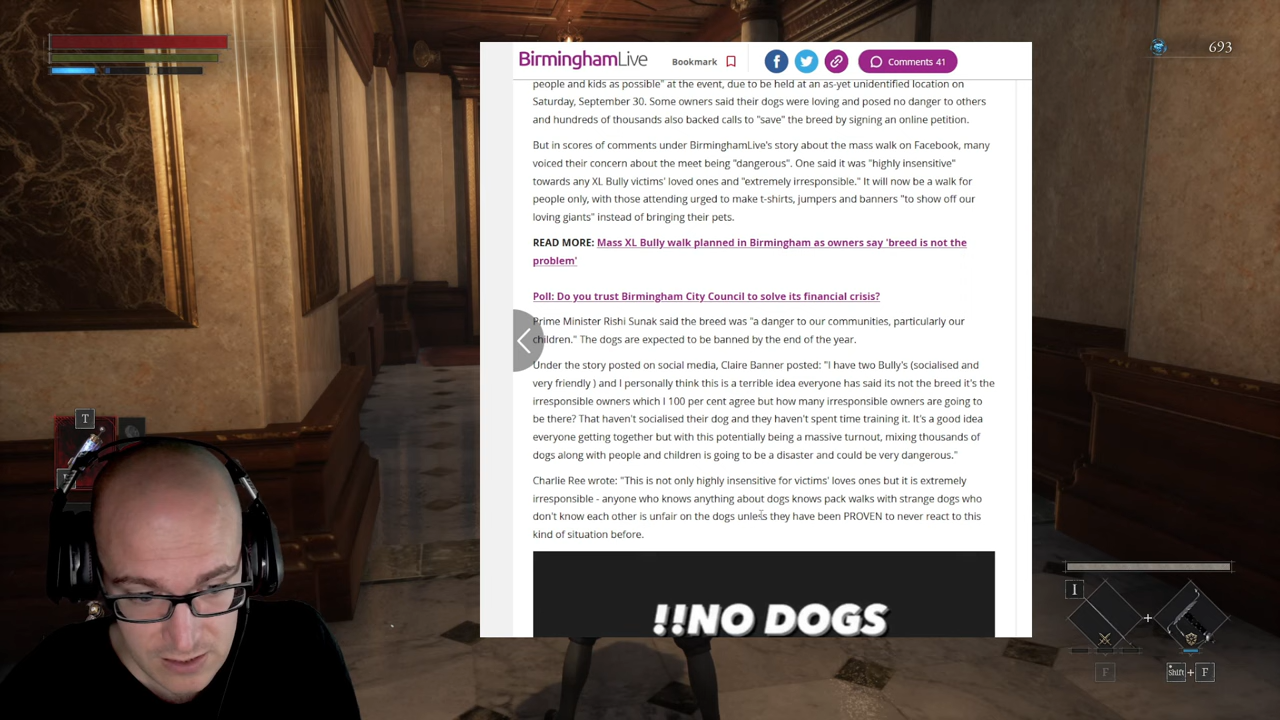 693
BirminghamLive
Bookmark
Comments 41
people and kids as possible" at the event, due to be held at an as-yet unidentified location on
Saturday, September 30. Some owners said their dogs were loving and posed no danger to others
and hundreds of thousands also backed calls to "save" the breed by signing an online petition.
But in scores of comments under BirminghamLive's story about the mass walk on Facebook, many
voiced their concern about the meet being "dangerous". One said it was "highly insensitive"
towards any XL Bully victims' loved ones and "extremely irresponsible." It will now be a walk for
people only, with those attending urged to make t-shirts, jumpers and banners "to show off our
loving giants" instead of bringing their pets.
READ MORE: Mass XL Bully walk planned in Birmingham as owners say 'breed is not the
problem'
Poll: Do you trust Birmingham City Council to solve its financial crisis?
Prime Minister Rishi Sunak said the breed was "a danger to our communities, particularly our
children." The dogs are expected to be banned by the end of the year.
Under the story posted on social media, Claire Banner posted: "I have two Bully's (socialised and
very friendly ) and I personally think this is a terrible idea everyone has said its not the breed it's the
irresponsible owners which I 100 per cent agree but how many irresponsible owners are going to
be there? That haven't socialised their dog and they haven't spent time training it. It's a good idea
everyone getting together but with this potentially being a massive turnout, mixing thousands of
dogs along with people and children is going to be a disaster and could be very dangerous."
Charlie Ree wrote: "This is not only highly insensitive for victims' loves ones but it is extremely
irresponsible - anyone who knows anything about dogs knows pack walks with strange dogs who
don't know each other is unfair on the dogs unless they have been PROVEN to never react to this
kind of situation before.
!!NO DOGS
T
I
F
Shift + F